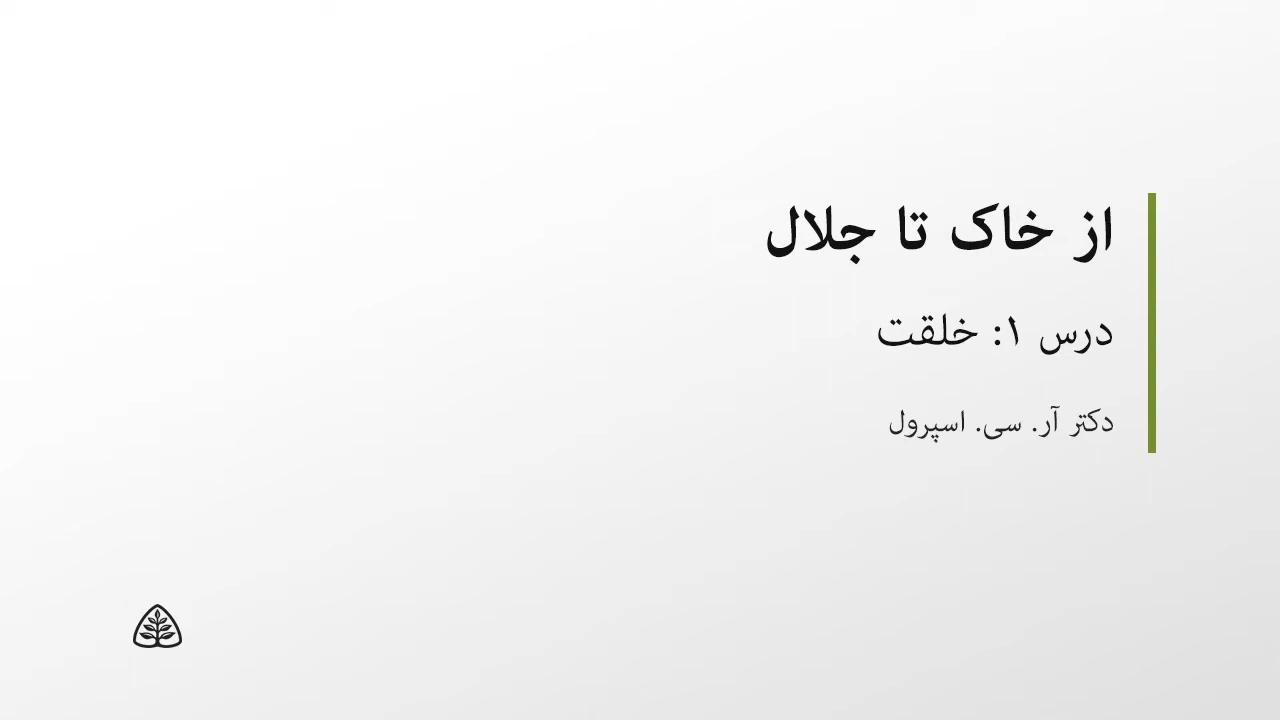 از خاک تا جلال
درس ۱: خلقت
دکتر آر. سی. اسپرول